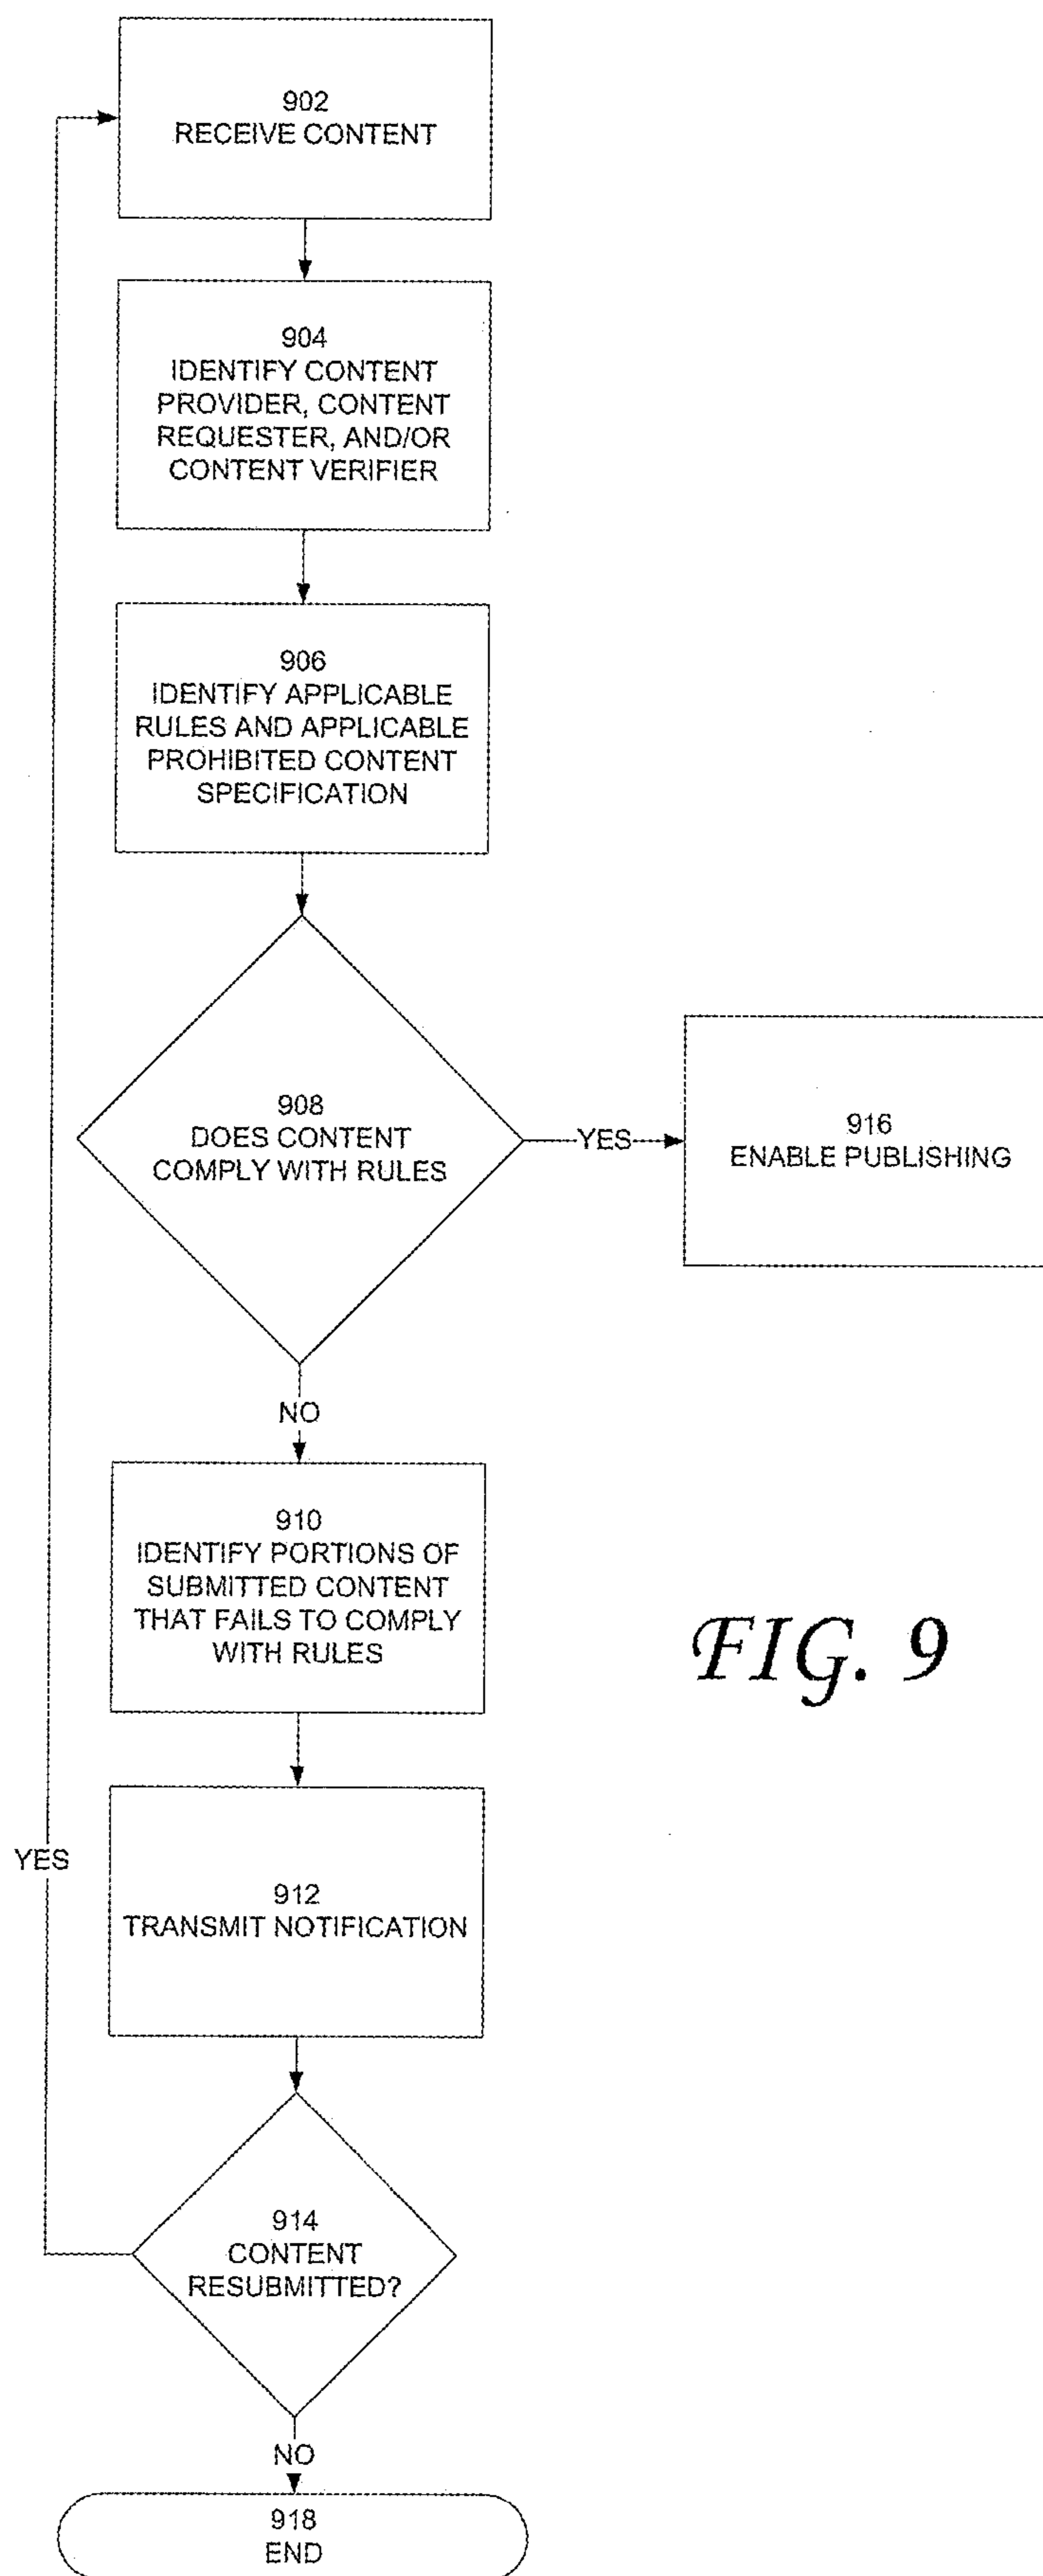 902
RECEIVE CONTENT
904
IDENTIFY CONTENT
PROVIDER, CONTENT
REQUESTER, AND/OR
CONTENT VERIFIER
906
IDENTIFY APPLICABLE
RULES AND APPLICABLE
PROHIBITED CONTENT
SPECIFICATION
908
DOES CONTENT
COMPLY WITH RULES
YES
916
ENABLE PUBLISHING
NO
910
IDENTIFY PORTIONS OF
SUBMITTED CONTENT
THAT FAILS TO COMPLY
WITH RULES
FIG. 9
YES
912
TRANSMIT NOTIFICATION
914
CONTENT
RESUBMITTED?
NO
918
END